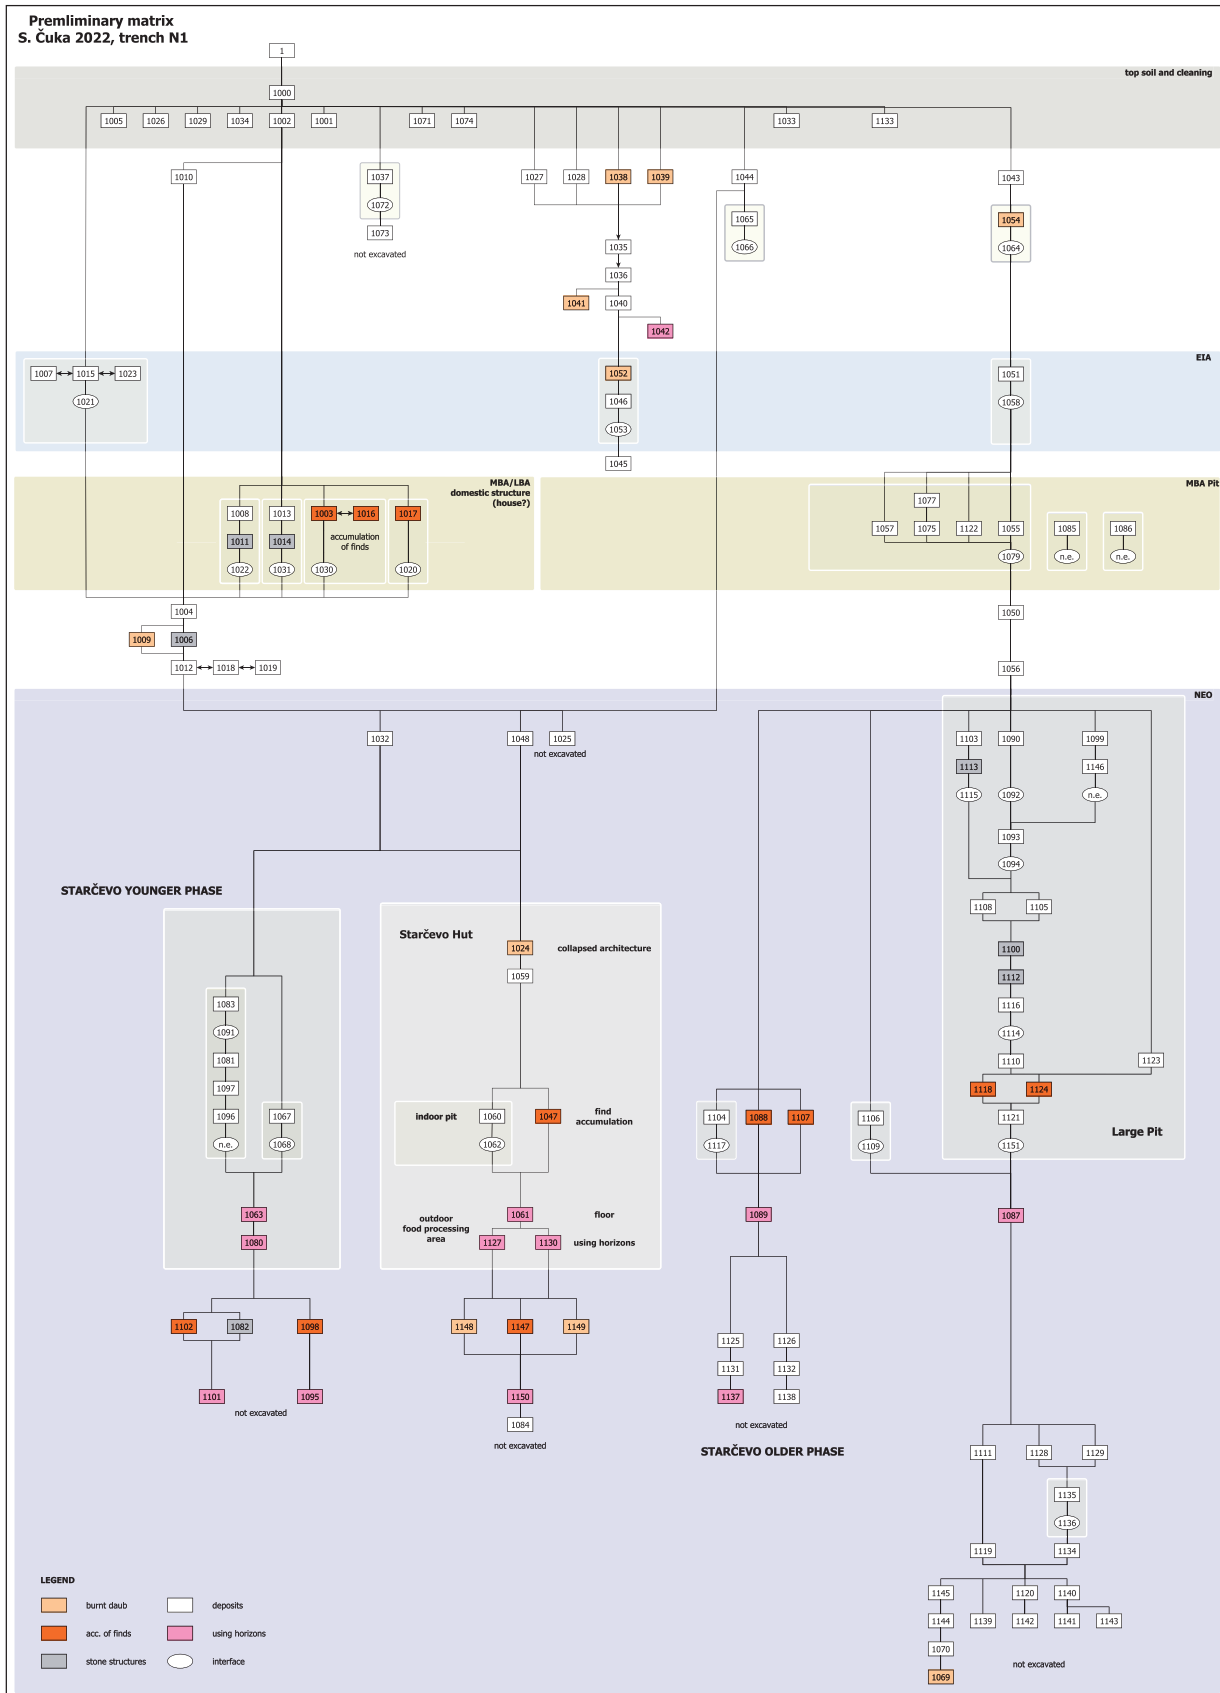 Premliminary matrix
S. Čuka 2022, trench N1
1
top soil and cleaning
1000
1005 1026 1029 1034 1002 1001 1071 1074 1033 1133
1010 1037 1027 1028 1038 1039 1044 1043
1072
1073
not excavated
1065 1054
1066 1064
1035
1036
1041 1040
1042
EIA
1007 1015 1023 1052 1051
1021 1046 1058
1053
1045
MBA/LBA
domestic structure
(house?)
MBA Pit
1077
1008 1013 1003 1016 1017
1057 1075 1122 1055 1085 1086
1011 1014
accumulation
of finds
1022 1031 1030 1020
1079 n.e. n.e.
1004 1050
1009 1006
1012 1018 1019 1056
NEO
1032 1048 1025
not excavated
1103 1090 1099
1113 1146
1115 1092 n.e.
1093
1094
STARČEVO YOUNGER PHASE
1108 1105
Starčevo Hut
1024
collapsed architecture
1059
1100
1112
1083
1116
1091
1114
1081
1110 1123
1097
1118 1124
1096 1067
indoor pit
1060 1047
find
accumulation
1104 1088 1107
1106
1121
Large Pit
n.e. 1068
1062
1117
1109
1151
1063
outdoor
food processing
area
1061
floor
1089
1087
1080
1127 1130
using horizons
1102 1082 1098
1148 1147 1149
1125 1126
1131 1132
1101 1095
not excavated
1150
1084
not excavated
1137 1138
not excavated
STARČEVO OLDER PHASE
1111 1128 1129
1135
1136
1119 1134
1145 1120 1140
1144 1139 1142 1141 1143
1070
not excavated
1069
LEGEND
burnt daub
deposits
acc. of finds
using horizons
stone structures
interface